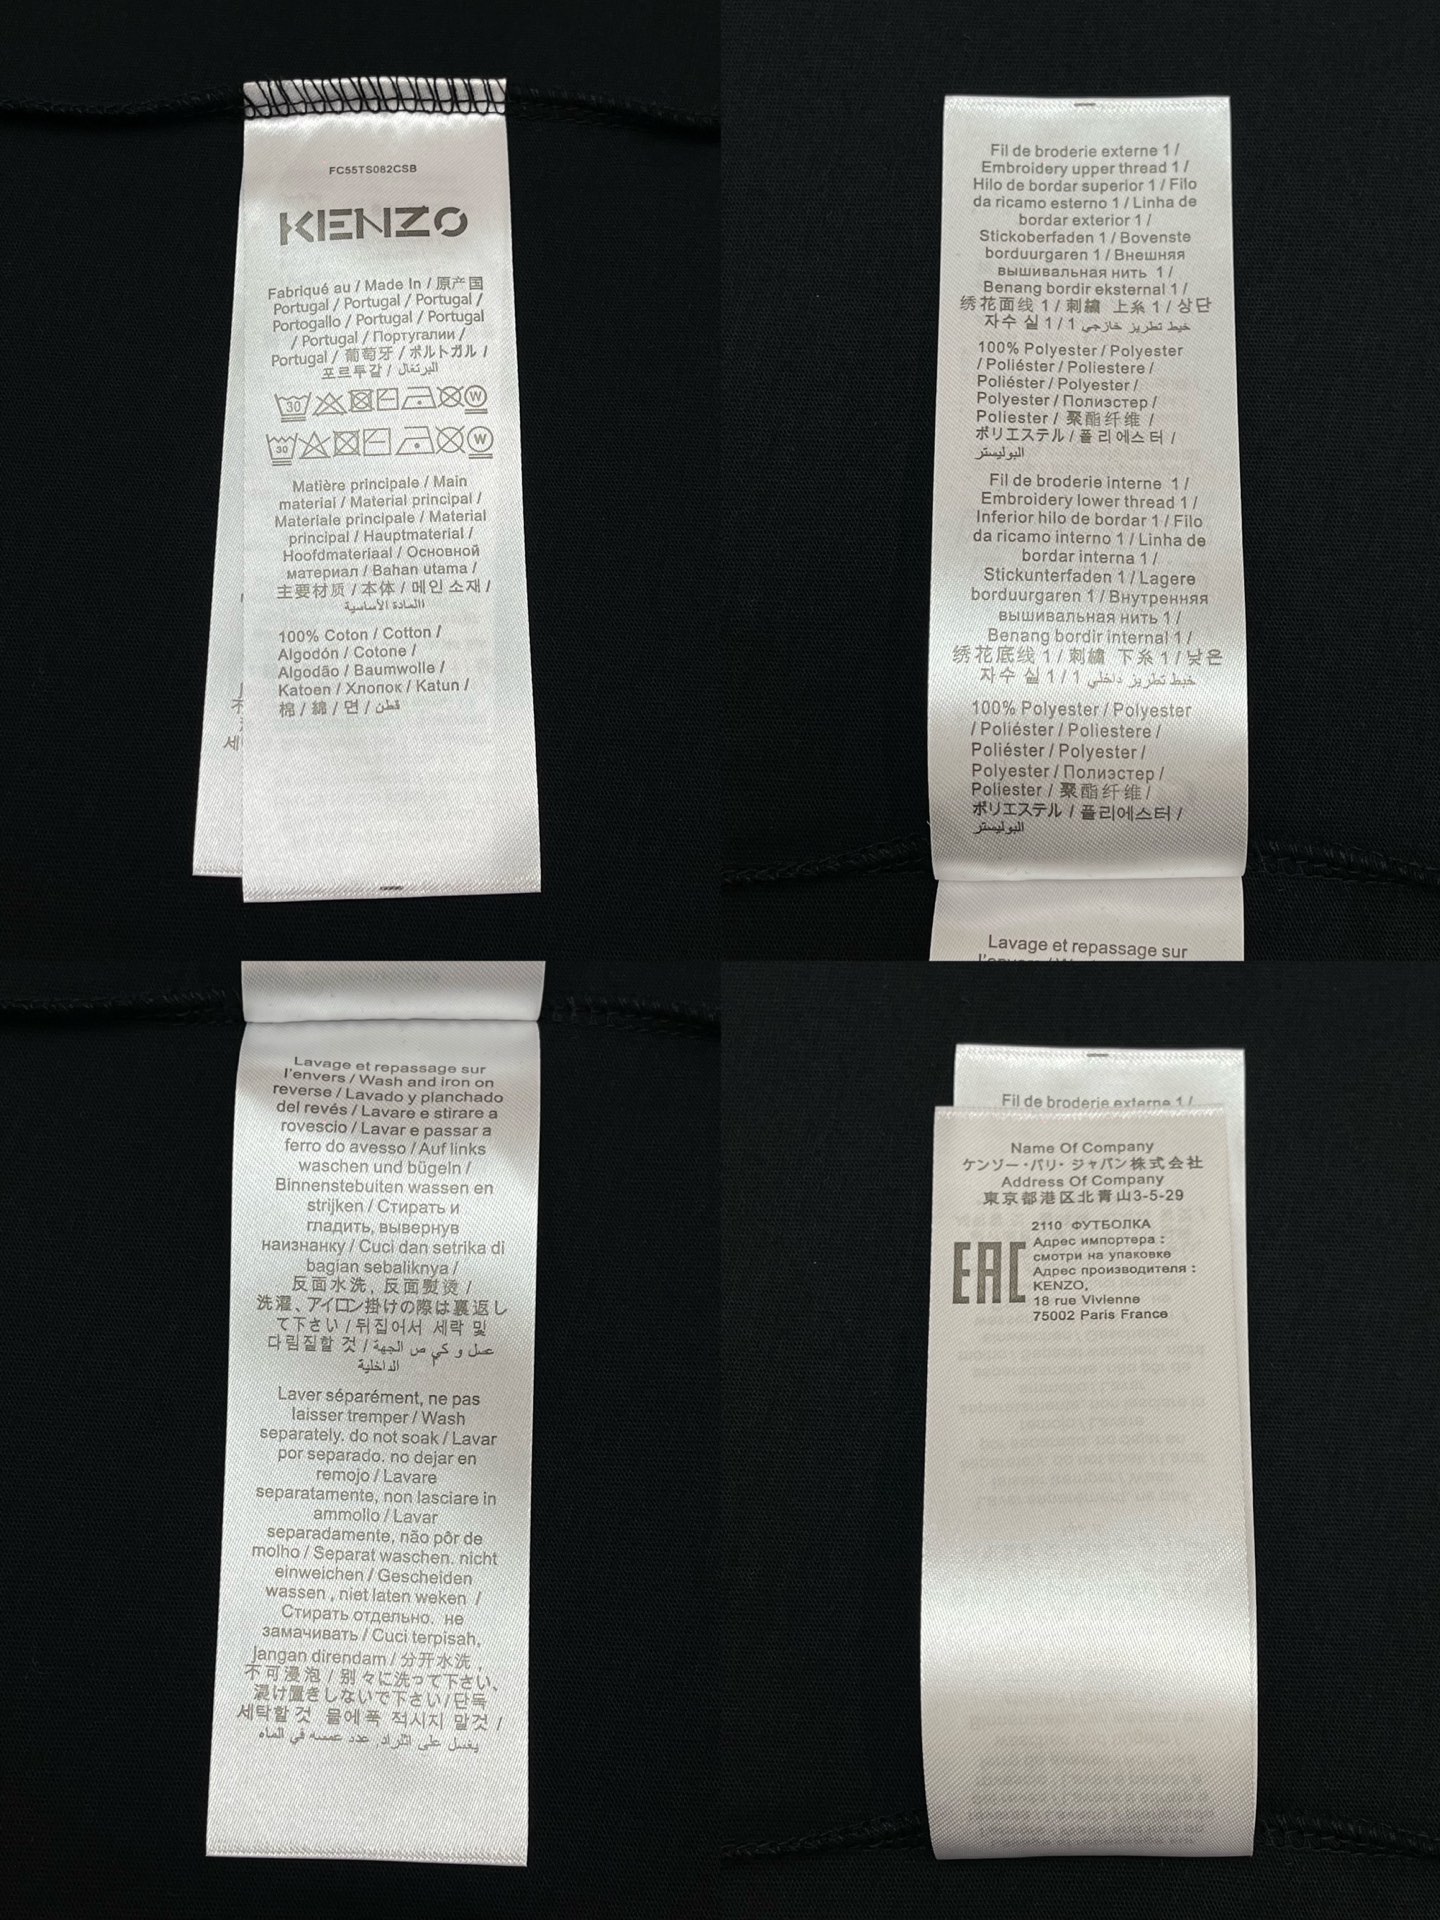 FC55TS082CSB
KENZO
Fabriqué au / Made In / 原产国
Portugal / Portugal / Portugal /
Portogallo / Portugal / Portugal
/ Portugal / Португалии /
Portugal / 葡萄牙 / ポルトガル /
포르투갈 / البرتغال
30
W
30
W
Matière principale / Main
material / Material principal /
Materiale principale / Material
principal / Hauptmaterial /
Hoofdmateriaal / Основной
материал / Bahan utama /
主要材质 / 本体 / 메인 소재 /
المادة الأساسية
100% Coton / Cotton /
Algodón / Cotone /
Algodão / Baumwolle /
Katoen / Хлопок / Katun /
棉 / 綿 / 면 / قطن
Fil de broderie externe 1 /
Embroidery upper thread 1 /
Hilo de bordar superior 1 / Filo
da ricamo esterno 1 / Linha de
bordar exterior 1 /
Stickoberfaden 1 / Bovenste
borduurgaren 1 / Внешняя
вышивальная нить 1 /
Benang bordir eksternal 1 /
绣花面线 1 / 刺繡 上糸 1 / 상단
자수 실 1 / خيط تطريز خارجي 1
100% Polyester / Polyester
/ Poliéster / Poliestere /
Poliéster / Polyester /
Polyester / Полиэстер /
Poliester / 聚酯纤维 /
ポリエステル / 폴리에스터 /
البوليستر
Fil de broderie interne 1 /
Embroidery lower thread 1 /
Inferior hilo de bordar 1 / Filo
da ricamo interno 1 / Linha de
bordar interna 1 /
Stickunterfaden 1 / Lagere
borduurgaren 1 / Внутренняя
вышивальная нить 1 /
Benang bordir internal 1 /
绣花底线 1 / 刺繡 下糸 1 / 낮은
자수 실 1 / خيط تطريز داخلي 1
100% Polyester / Polyester
/ Poliéster / Poliestere /
Poliéster / Polyester /
Polyester / Полиэстер /
Poliester / 聚酯纤维 /
ポリエステル / 폴리에스터 /
البوليستر
Lavage et repassage sur
Lavage et repassage sur
l'envers / Wash and iron on
reverse / Lavado y planchado
del revés / Lavare e stirare a
rovescio / Lavar e passar a
ferro do avesso / Auf links
waschen und bügeln /
Binnenstebuiten wassen en
strijken / Стирать и
гладить, вывернув
наизнанку / Cuci dan setrika di
bagian sebaliknya /
反面水洗, 反面熨烫 /
洗濯、アイロン掛けの際は裏返し
て下さい / 뒤집어서 세탁 및
다림질할 것 / عسل و كي ص الجهة
الداخلية
Laver séparément, ne pas
laisser tremper / Wash
separately. do not soak / Lavar
por separado. no dejar en
remojo / Lavare
separatamente, non lasciare in
ammollo / Lavar
separadamente, não pôr de
molho / Separat waschen. nicht
einweichen / Gescheiden
wassen , niet laten weken /
Стирать отдельно. не
замачивать / Cuci terpisah,
jangan direndam / 分开水洗 ,
不可浸泡 / 别々に洗って下さい、
浸け置きしないで下さい / 단독
세탁할 것 물에 푹 적시지 말것 /
يغسل على
Fil de broderie externe 1 /
Name Of Company
ケンゾー・パリ・ジャパン株式会社
Address Of Company
東京都港区北青山3-5-29
2110 ФУТБОЛКА
EAC
Адрес импортера :
смотри на упаковке
Адрес производителя :
KENZO,
18 rue Vivienne
75002 Paris France